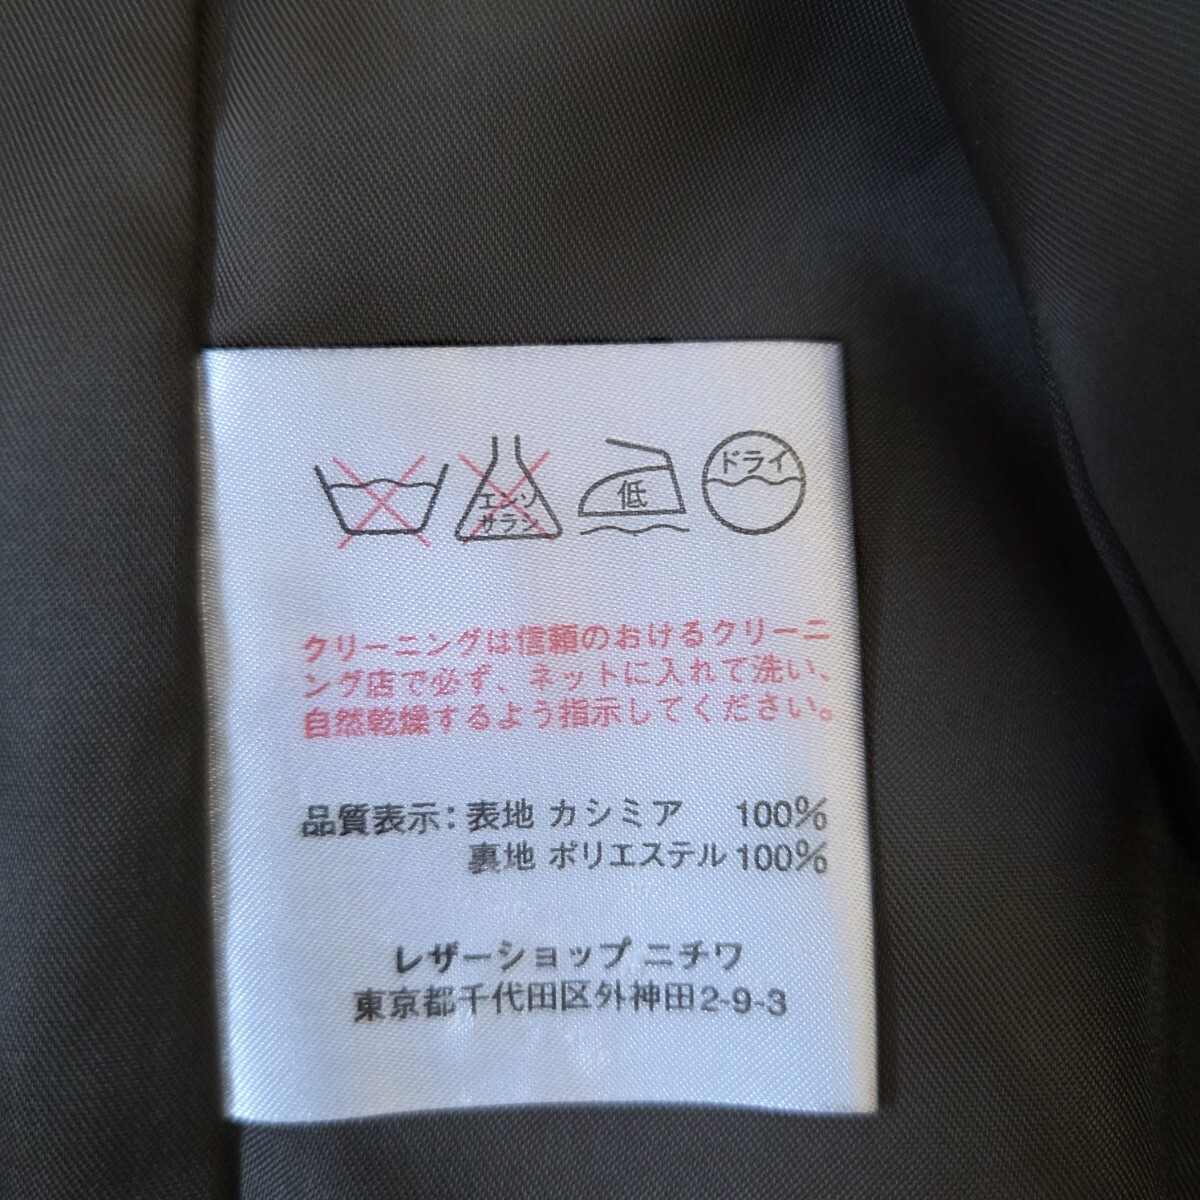 エンソ
サラシ
低
ドライ
クリーニングは信頼のおけるクリーニ
ング店で必ず、ネットに入れて洗い、
自然乾燥するよう指示してください。
品質表示：表地 カシミア 100%
裏地 ポリエステル 100%
レザーショップ ニチワ
東京都千代田区外神田2-9-3